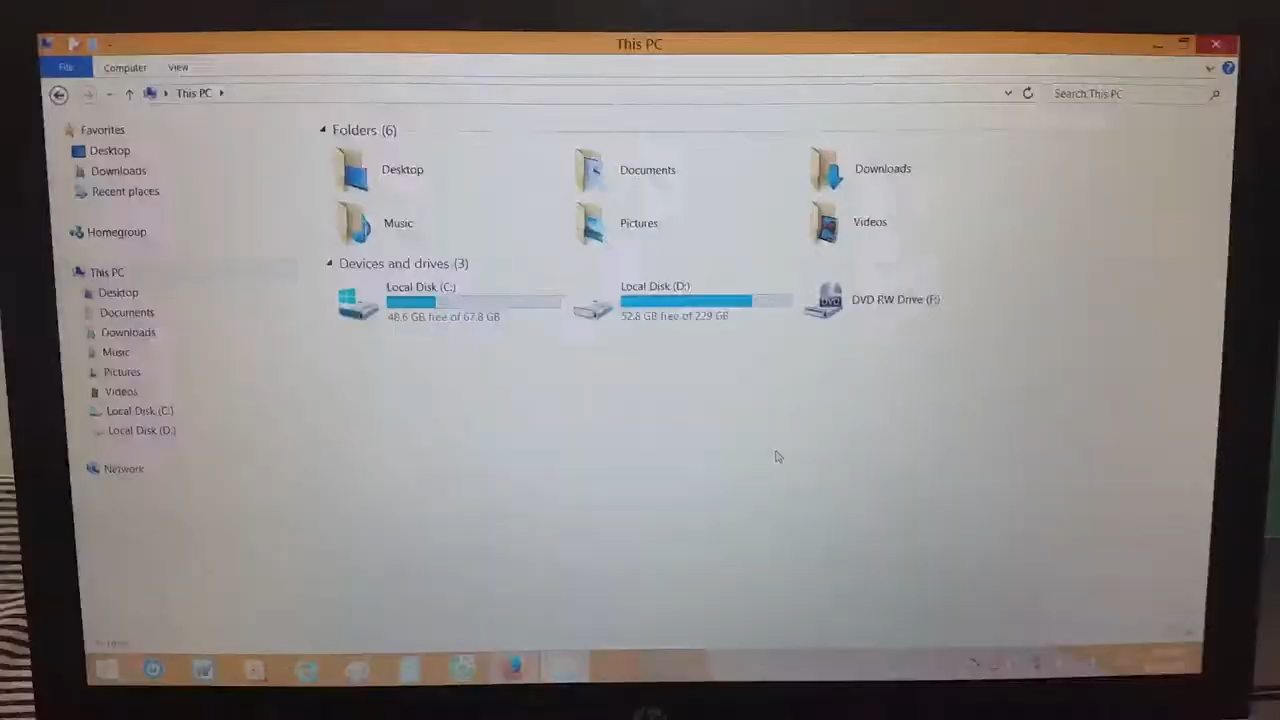 This PC
File Computer View
This PC Search This PC
Favorites
Desktop
Downloads
Recent places
Homegroup
This PC
Desktop
Documents
Downloads
Music
Pictures
Videos
Local Disk (C:)
Local Disk (D:)
Network
Folders (6)
Desktop Documents Downloads
Music Pictures Videos
Devices and drives (3)
Local Disk (C:) Local Disk (D:) DVD RW Drive (F:)
48.6 GB free of 67.8 GB 52.8 GB free of 229 GB
DVD